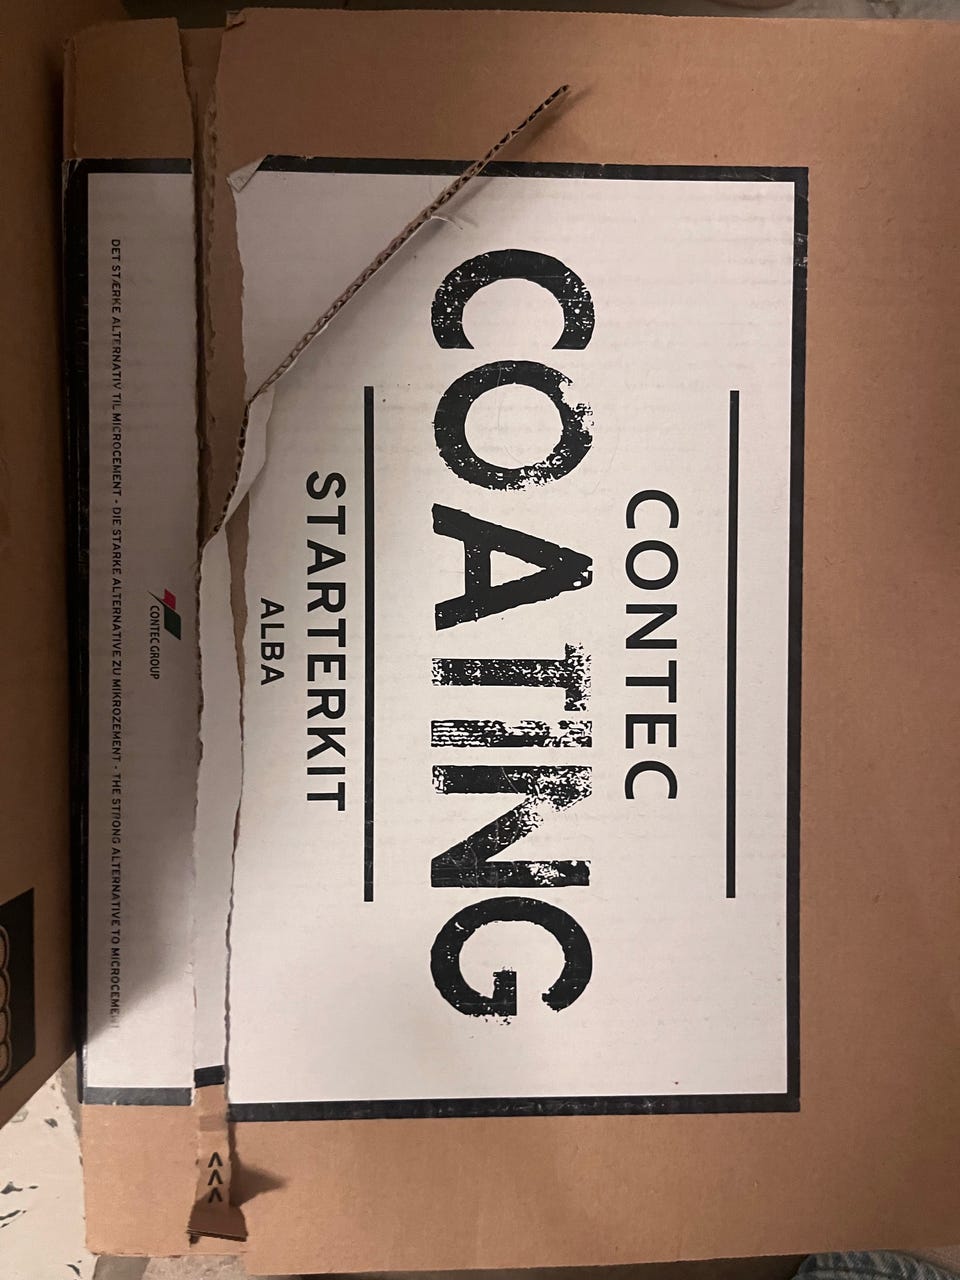 CONTEC
COATING
STARTERKIT
ALBA
<<<
CONTEC GROUP
DET STÆRKE ALTERNATIV TIL MICROCEMENT - DIE STARKE ALTERNATIVE ZU MIKROZEMENT - THE STRONG ALTERNATIVE TO MICROCEMENT